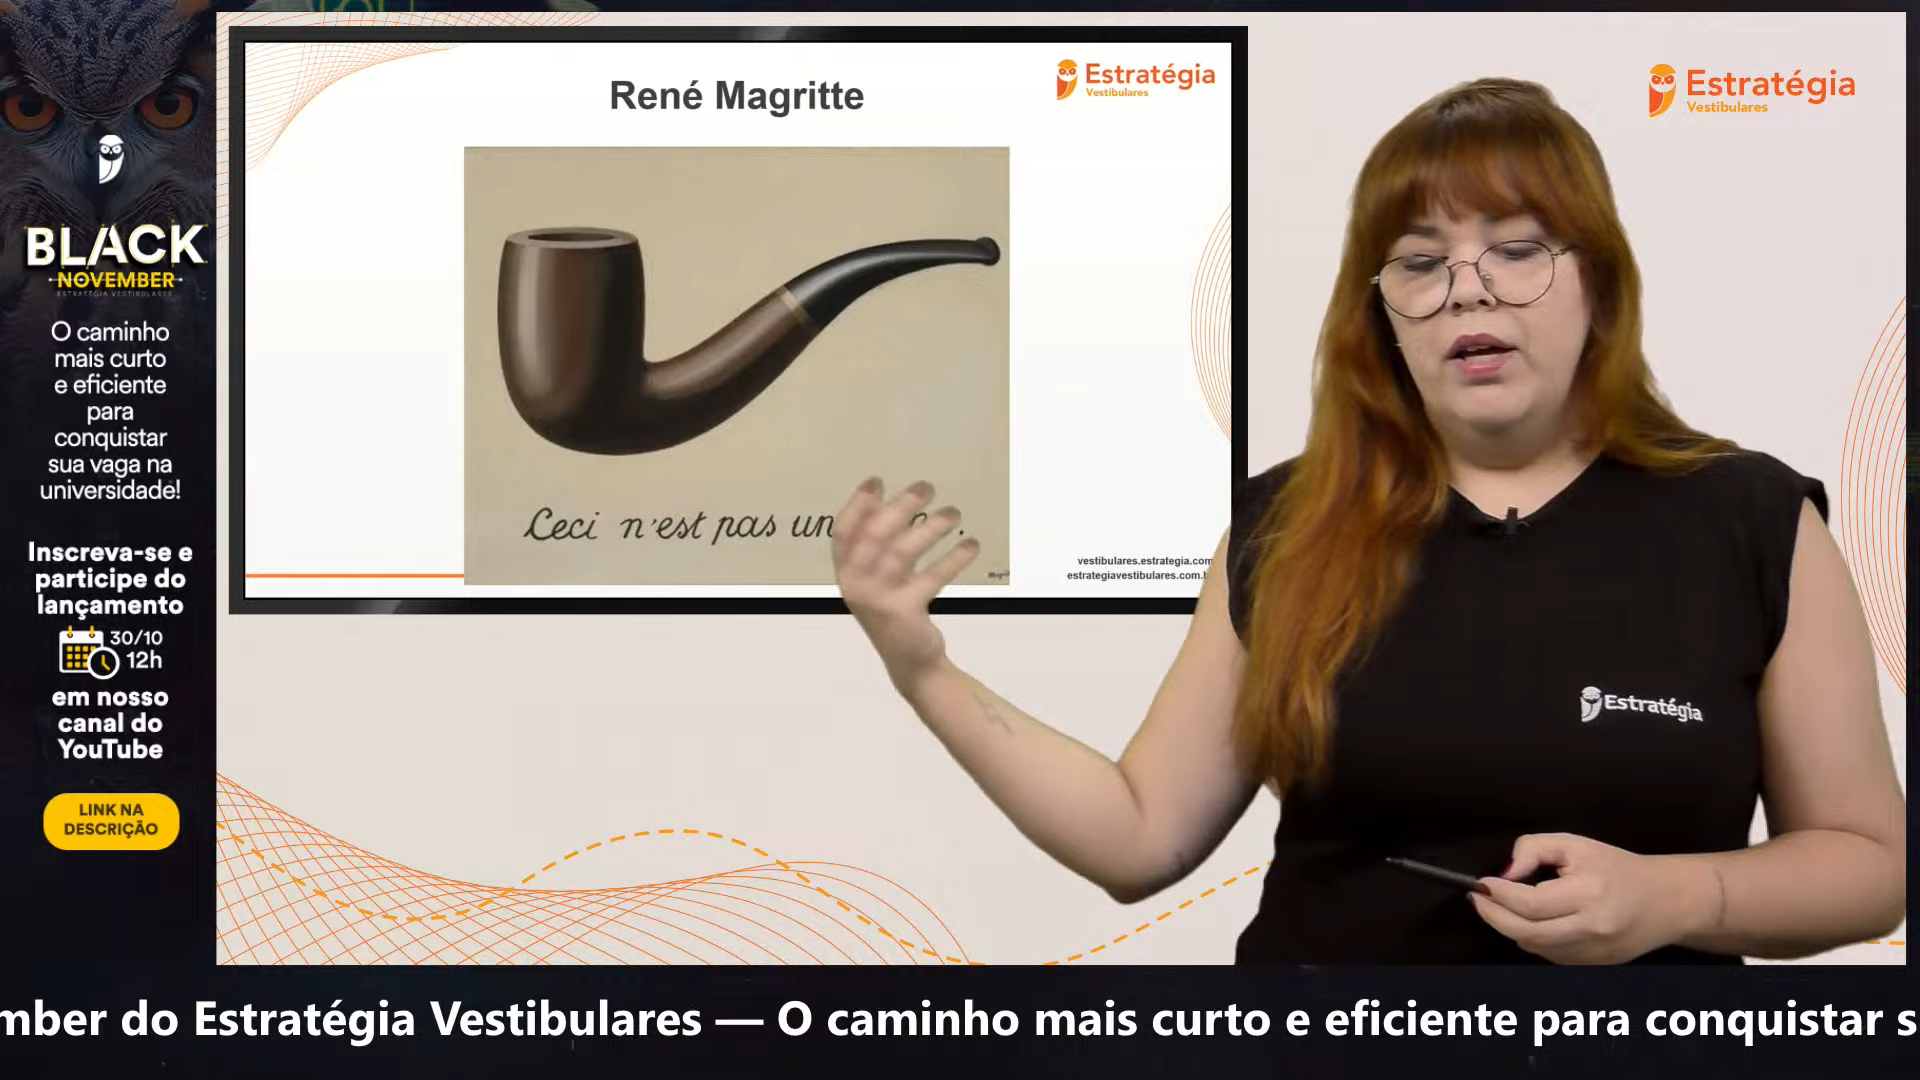 BLACK
NOVEMBER
ESTRATÉGIA VESTIBULARES
O caminho
mais curto
e eficiente
para
conquistar
sua vaga na
universidade!
Inscreva-se e
participe do
lançamento
30/10
12h
em nosso
canal do
YouTube
LINK NA
DESCRIÇÃO
René Magritte
Estratégia
Vestibulares
Ceci n'est pas un
vestibulares.estrategia.com
estrategiavestibulares.com.
Estratégia
Vestibulares
Estratégia
mber do Estratégia Vestibulares — O caminho mais curto e eficiente para conquistar s